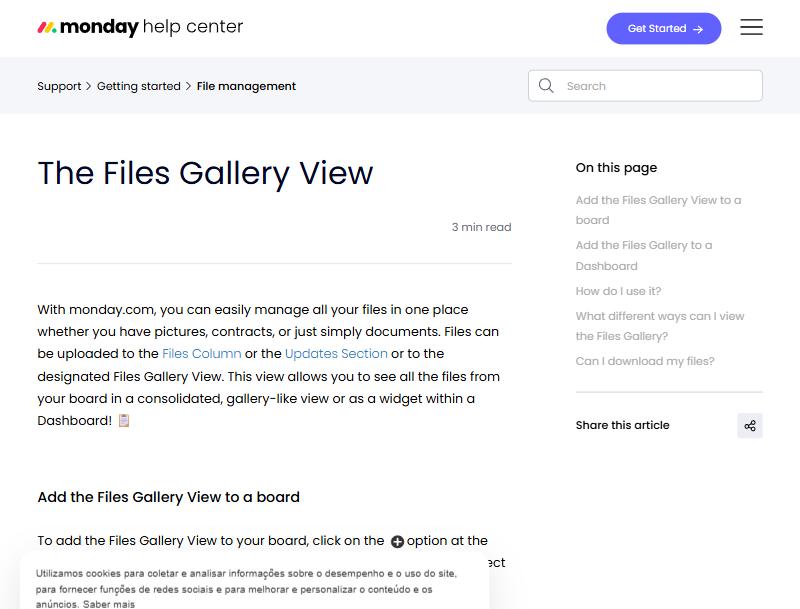 monday help center
Get Started →
Support > Getting started > File management
Search
The Files Gallery View
3 min read
With monday.com, you can easily manage all your files in one place
whether you have pictures, contracts, or just simply documents. Files can
be uploaded to the Files Column or the Updates Section or to the
designated Files Gallery View. This view allows you to see all the files from
your board in a consolidated, gallery-like view or as a widget within a
Dashboard! 📋
Add the Files Gallery View to a board
To add the Files Gallery View to your board, click on the ➕ option at the
ect
On this page
Add the Files Gallery View to a
board
Add the Files Gallery to a
Dashboard
How do I use it?
What different ways can I view
the Files Gallery?
Can I download my files?
Share this article
Utilizamos cookies para coletar e analisar informações sobre o desempenho e o uso do site,
para fornecer funções de redes sociais e para melhorar e personalizar o conteúdo e os
anúncios. Saber mais